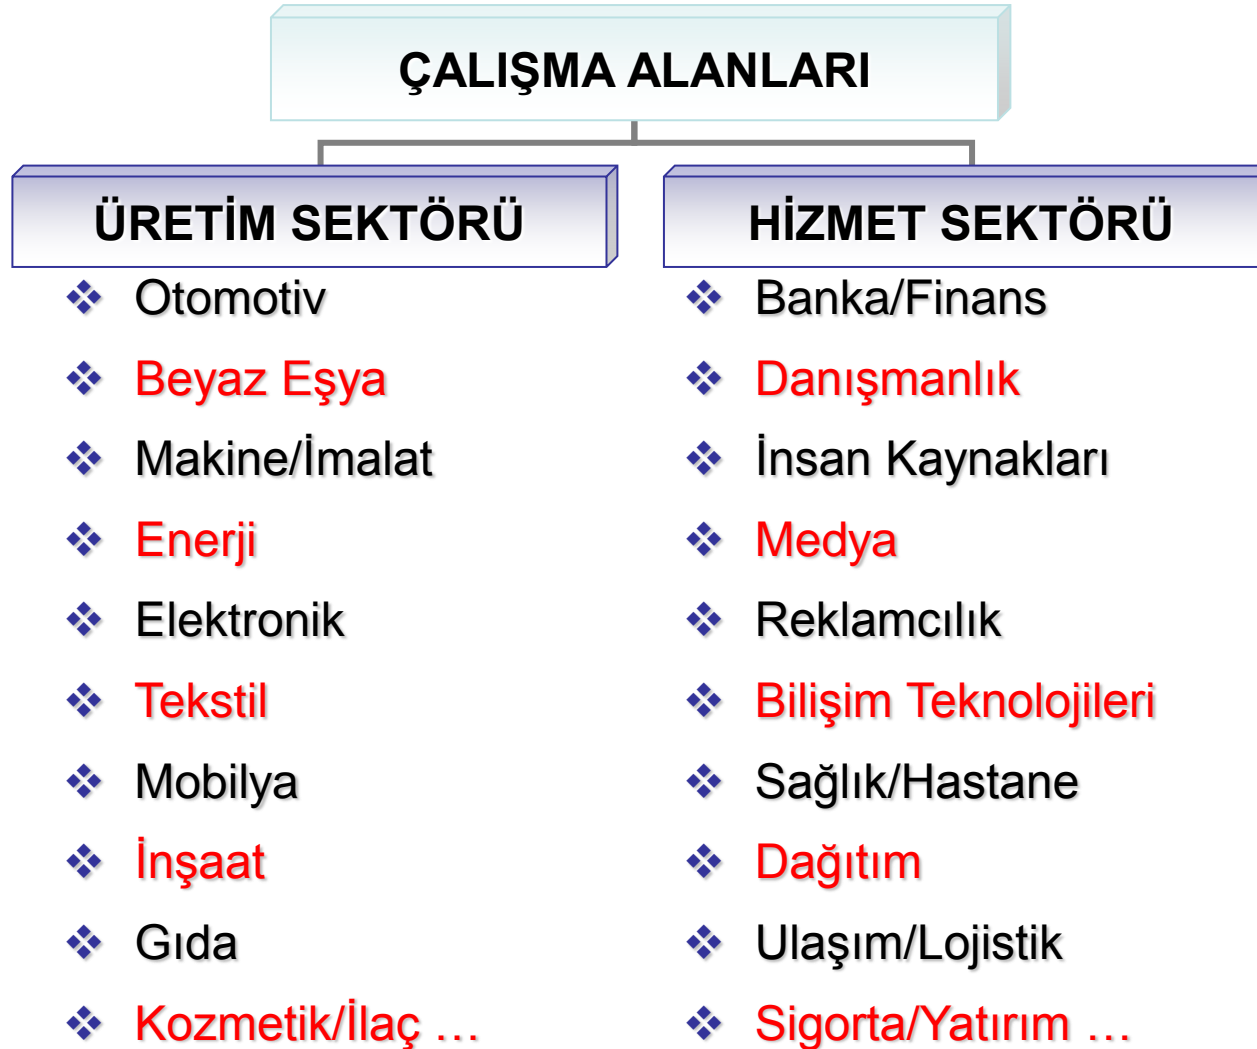 ÇALIŞMA ALANLARI
ÜRETİM SEKTÖRÜ
Otomotiv
Beyaz Eşya
Makine/İmalat
Enerji
Elektronik
Tekstil
Mobilya
İnşaat
Gıda
Kozmetik/İlaç …
HİZMET SEKTÖRÜ
Banka/Finans
Danışmanlık
İnsan Kaynakları
Medya
Reklamcılık
Bilişim Teknolojileri
Sağlık/Hastane
Dağıtım
Ulaşım/Lojistik
Sigorta/Yatırım …